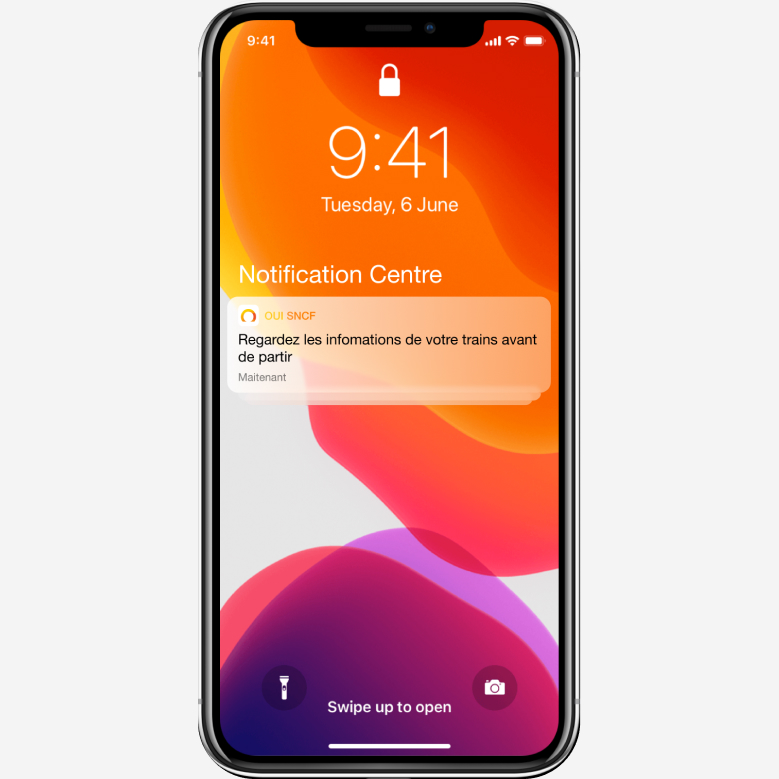 9:41
9:41
Tuesday, 6 June
Notification Centre
OUI SNCF
Regardez les infomations de votre trains avant
de partir
Maitenant
Swipe up to open